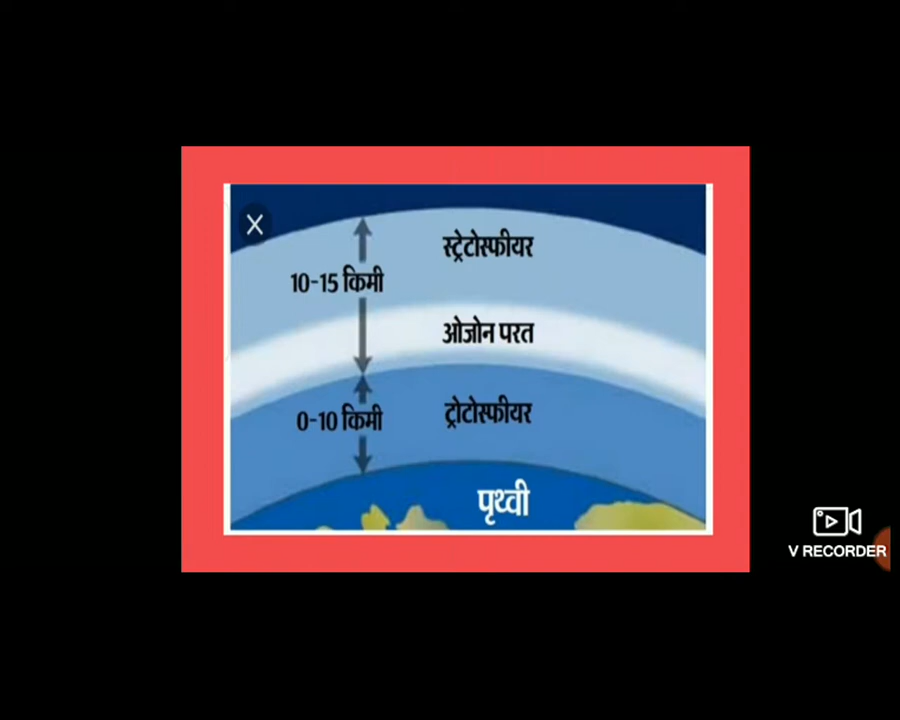 X
स्ट्रेटोस्फीयर
10-15 किमी
ओजोन परत
0-10 किमी
ट्रोटोस्फीयर
पृथ्वी
V RECORDER